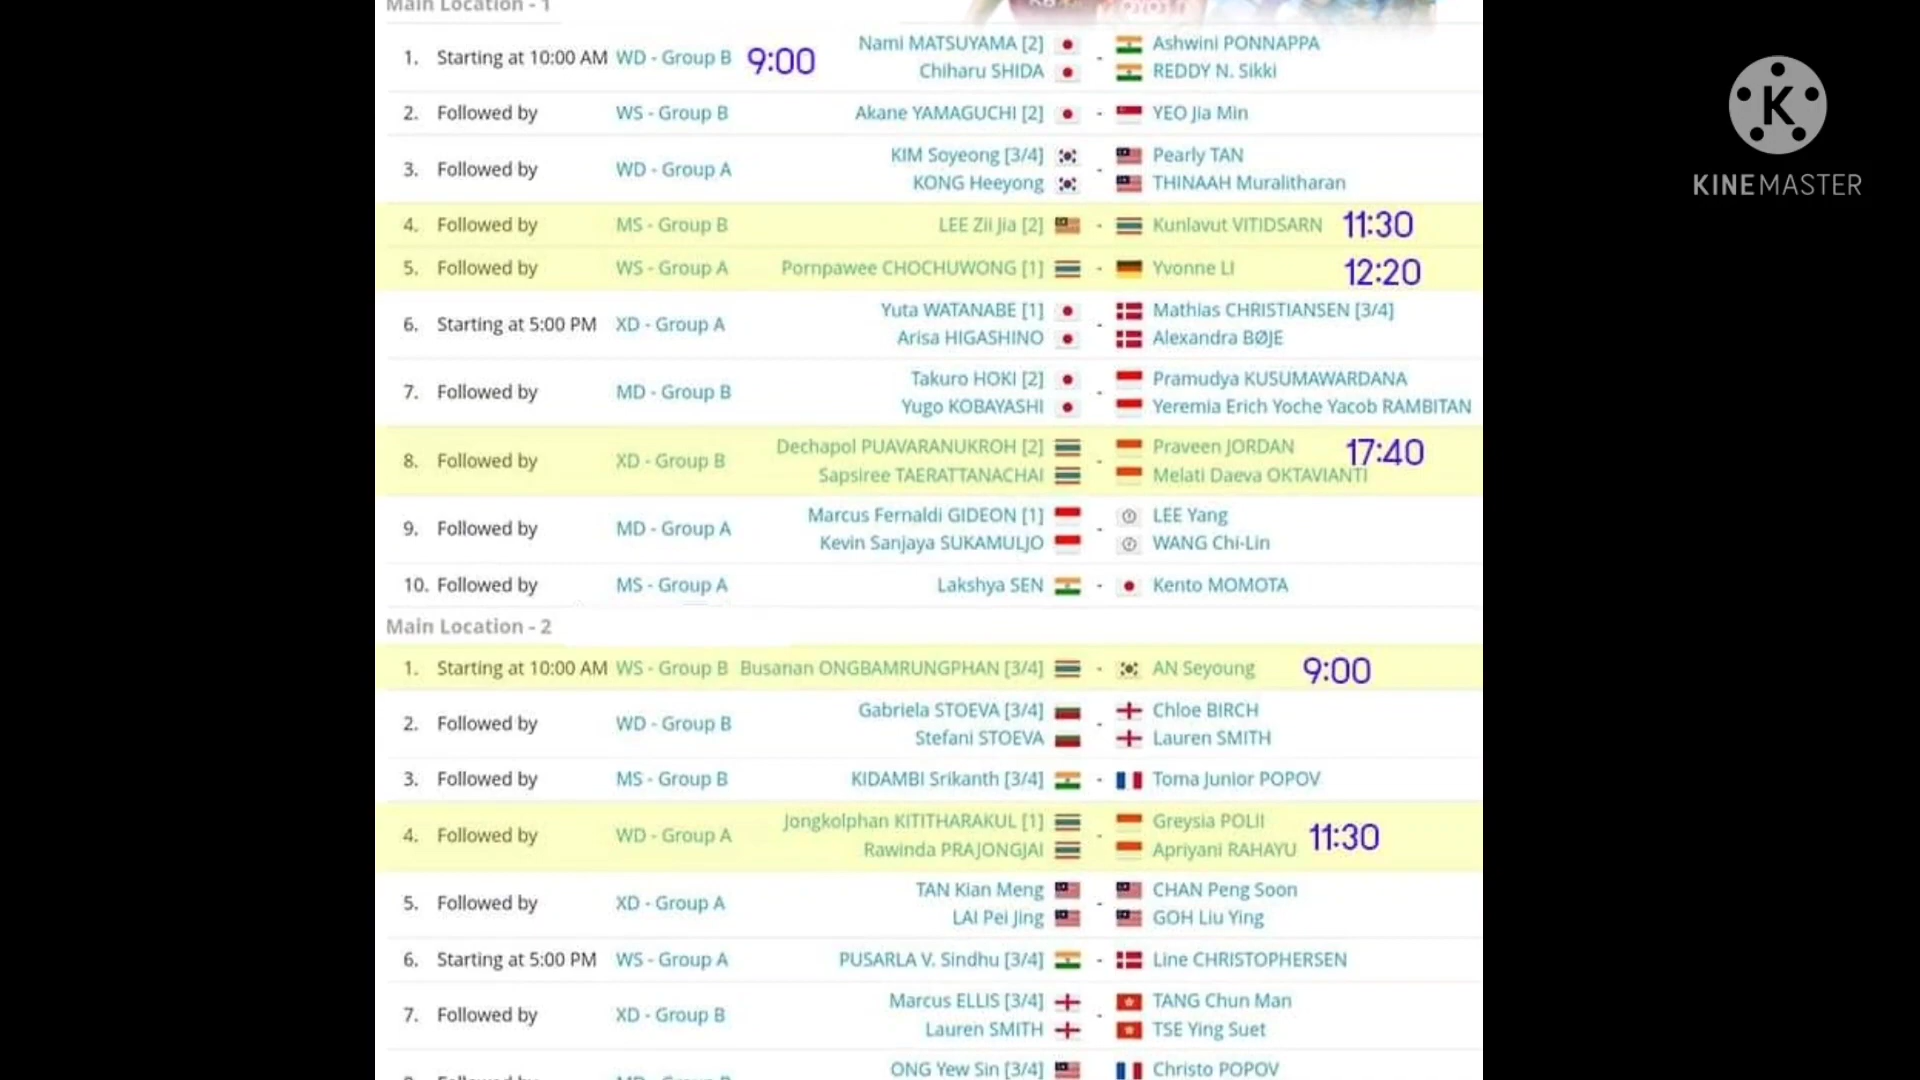 Main Location - 1
1. Starting at 10:00 AM WD - Group B 9:00 Nami MATSUYAMA [2] - Ashwini PONNAPPA
Chiharu SHIDA REDDY N. Sikki
2. Followed by WS - Group B Akane YAMAGUCHI [2] - YEO Jia Min
3. Followed by WD - Group A KIM Soyeong [3/4] - Pearly TAN
KONG Heeyong THINAAH Muralitharan
4. Followed by MS - Group B LEE Zii Jia [2] - Kunlavut VITIDSARN 11:30
5. Followed by WS - Group A Pornpawee CHOCHUWONG [1] - Yvonne LI 12:20
6. Starting at 5:00 PM XD - Group A Yuta WATANABE [1] - Mathias CHRISTIANSEN [3/4]
Arisa HIGASHINO Alexandra BØJE
7. Followed by MD - Group B Takuro HOKI [2] - Pramudya KUSUMAWARDANA
Yugo KOBAYASHI Yeremia Erich Yoche Yacob RAMBITAN
8. Followed by XD - Group B Dechapol PUAVARANUKROH [2] - Praveen JORDAN 17:40
Sapsiree TAERATTANACHAI Melati Daeva OKTAVIANTI
9. Followed by MD - Group A Marcus Fernaldi GIDEON [1] - LEE Yang
Kevin Sanjaya SUKAMULJO WANG Chi-Lin
10. Followed by MS - Group A Lakshya SEN - Kento MOMOTA
Main Location - 2
1. Starting at 10:00 AM WS - Group B Busanan ONGBAMRUNGPHAN [3/4] - AN Seyoung 9:00
2. Followed by WD - Group B Gabriela STOEVA [3/4] - Chloe BIRCH
Stefani STOEVA Lauren SMITH
3. Followed by MS - Group B KIDAMBI Srikanth [3/4] - Toma Junior POPOV
4. Followed by WD - Group A Jongkolphan KITITHARAKUL [1] - Greysia POLII 11:30
Rawinda PRAJONGJAI Apriyani RAHAYU
5. Followed by XD - Group A TAN Kian Meng - CHAN Peng Soon
LAI Pei Jing GOH Liu Ying
6. Starting at 5:00 PM WS - Group A PUSARLA V. Sindhu [3/4] - Line CHRISTOPHERSEN
7. Followed by XD - Group B Marcus ELLIS [3/4] - TANG Chun Man
Lauren SMITH TSE Ying Suet
ONG Yew Sin [3/4] Christo POPOV
Followed by MD - Group B
K
KINEMASTER